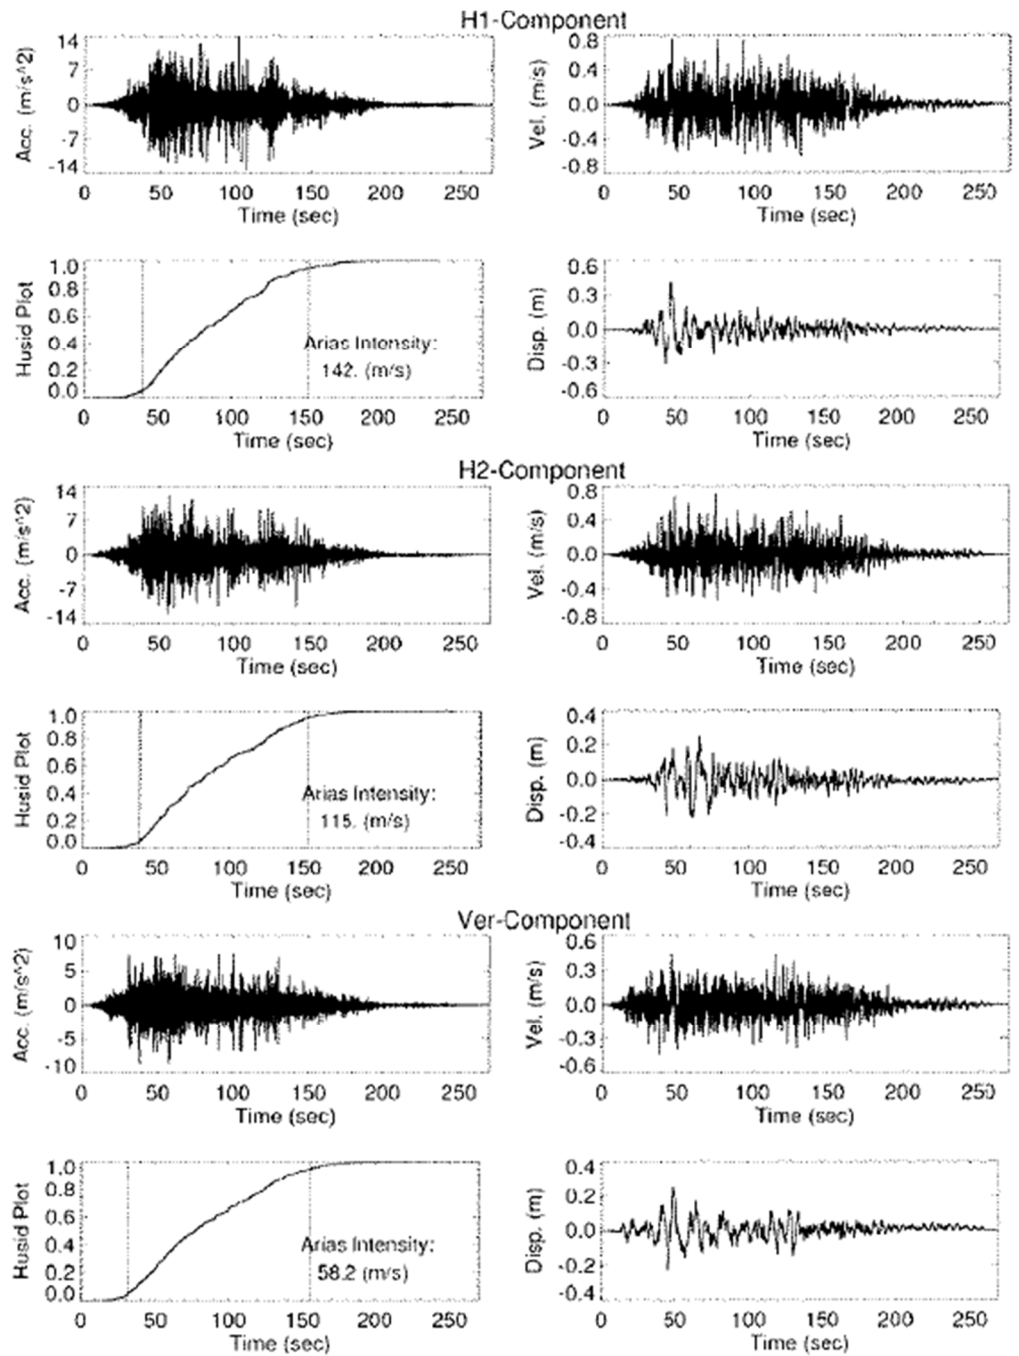 H1-Component
Acc. (m/s^2)
14
7
0
-7
-14
0 50 100 150 200 250
Time (sec)
Vel. (m/s)
0.8
0.4
0.0
-0.4
-0.8
0 50 100 150 200 250
Time (sec)
Husid Plot
1.0
0.8
0.6
0.4
0.2
0.0
Arias Intensity:
142. (m/s)
0 50 100 150 200 250
Time (sec)
Disp. (m)
0.6
0.3
0.0
-0.3
-0.6
0 50 100 150 200 250
Time (sec)
H2-Component
Acc. (m/s^2)
14
7
0
-7
-14
0 50 100 150 200 250
Time (sec)
Vel. (m/s)
0.8
0.4
0.0
-0.4
-0.8
0 50 100 150 200 250
Time (sec)
Husid Plot
1.0
0.8
0.6
0.4
0.2
0.0
Arias Intensity:
115. (m/s)
0 50 100 150 200 250
Time (sec)
Disp. (m)
0.4
0.2
0.0
-0.2
-0.4
0 50 100 150 200 250
Time (sec)
Ver-Component
Acc. (m/s^2)
10
5
0
-5
-10
0 50 100 150 200 250
Time (sec)
Vel. (m/s)
0.6
0.3
0.0
-0.3
-0.6
0 50 100 150 200 250
Time (sec)
Husid Plot
1.0
0.8
0.6
0.4
0.2
0.0
Arias Intensity:
58.2 (m/s)
0 50 100 150 200 250
Time (sec)
Disp. (m)
0.4
0.2
0.0
-0.2
-0.4
0 50 100 150 200 250
Time (sec)